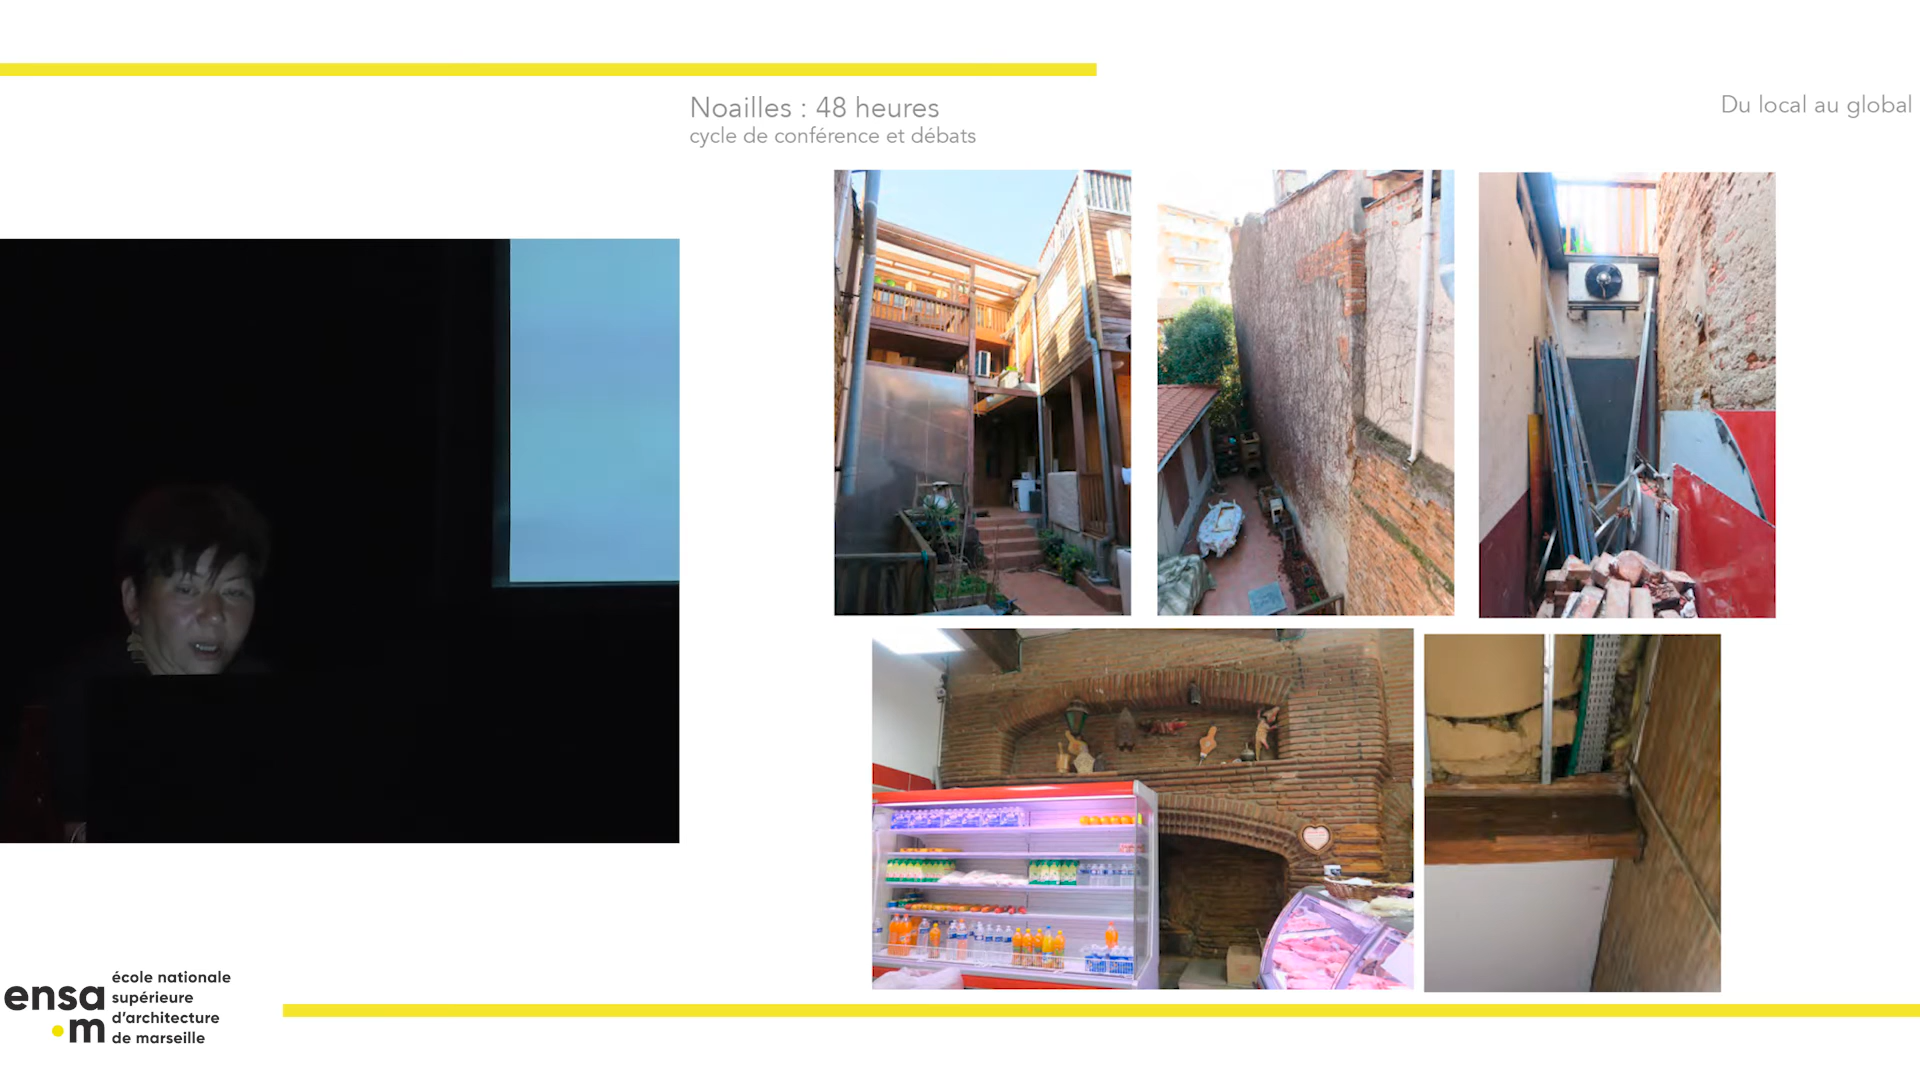 Noailles : 48 heures
cycle de conférence et débats
Du local au global
ensa
•m
école nationale
supérieure
d'architecture
de marseille